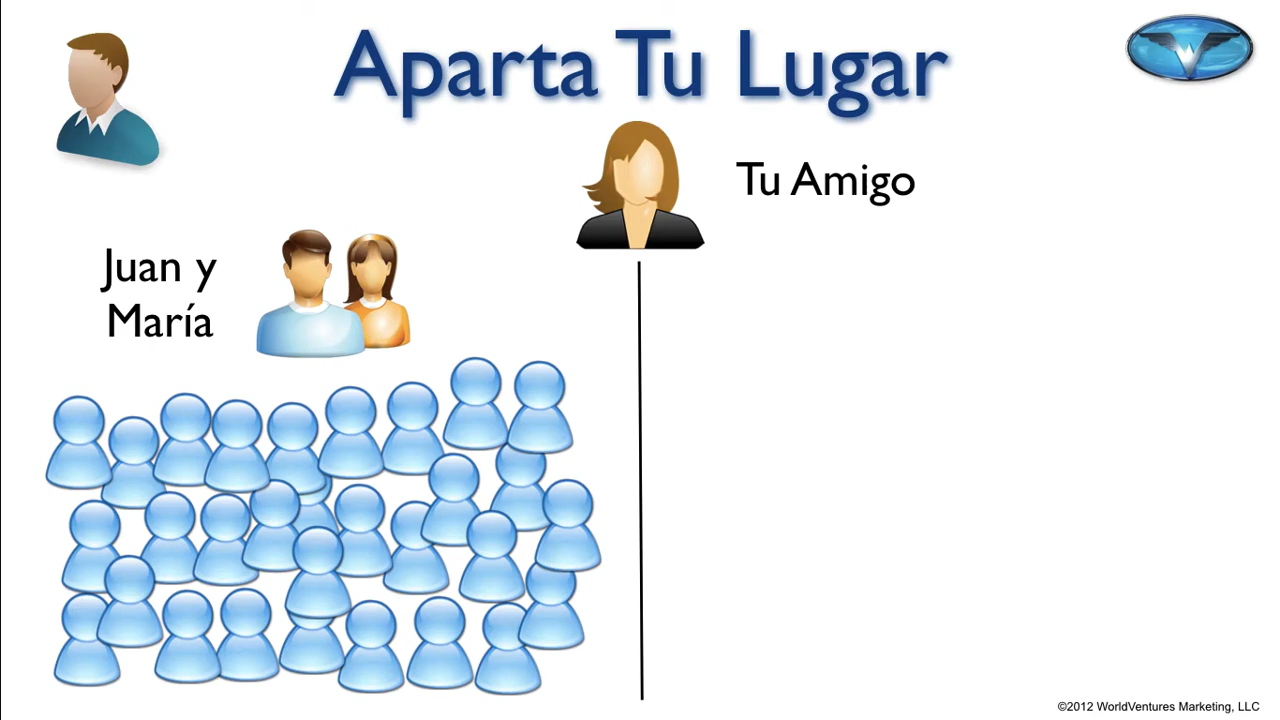 Aparta Tu Lugar
Tu Amigo
Juan y
María
©2012 WorldVentures Marketing, LLC